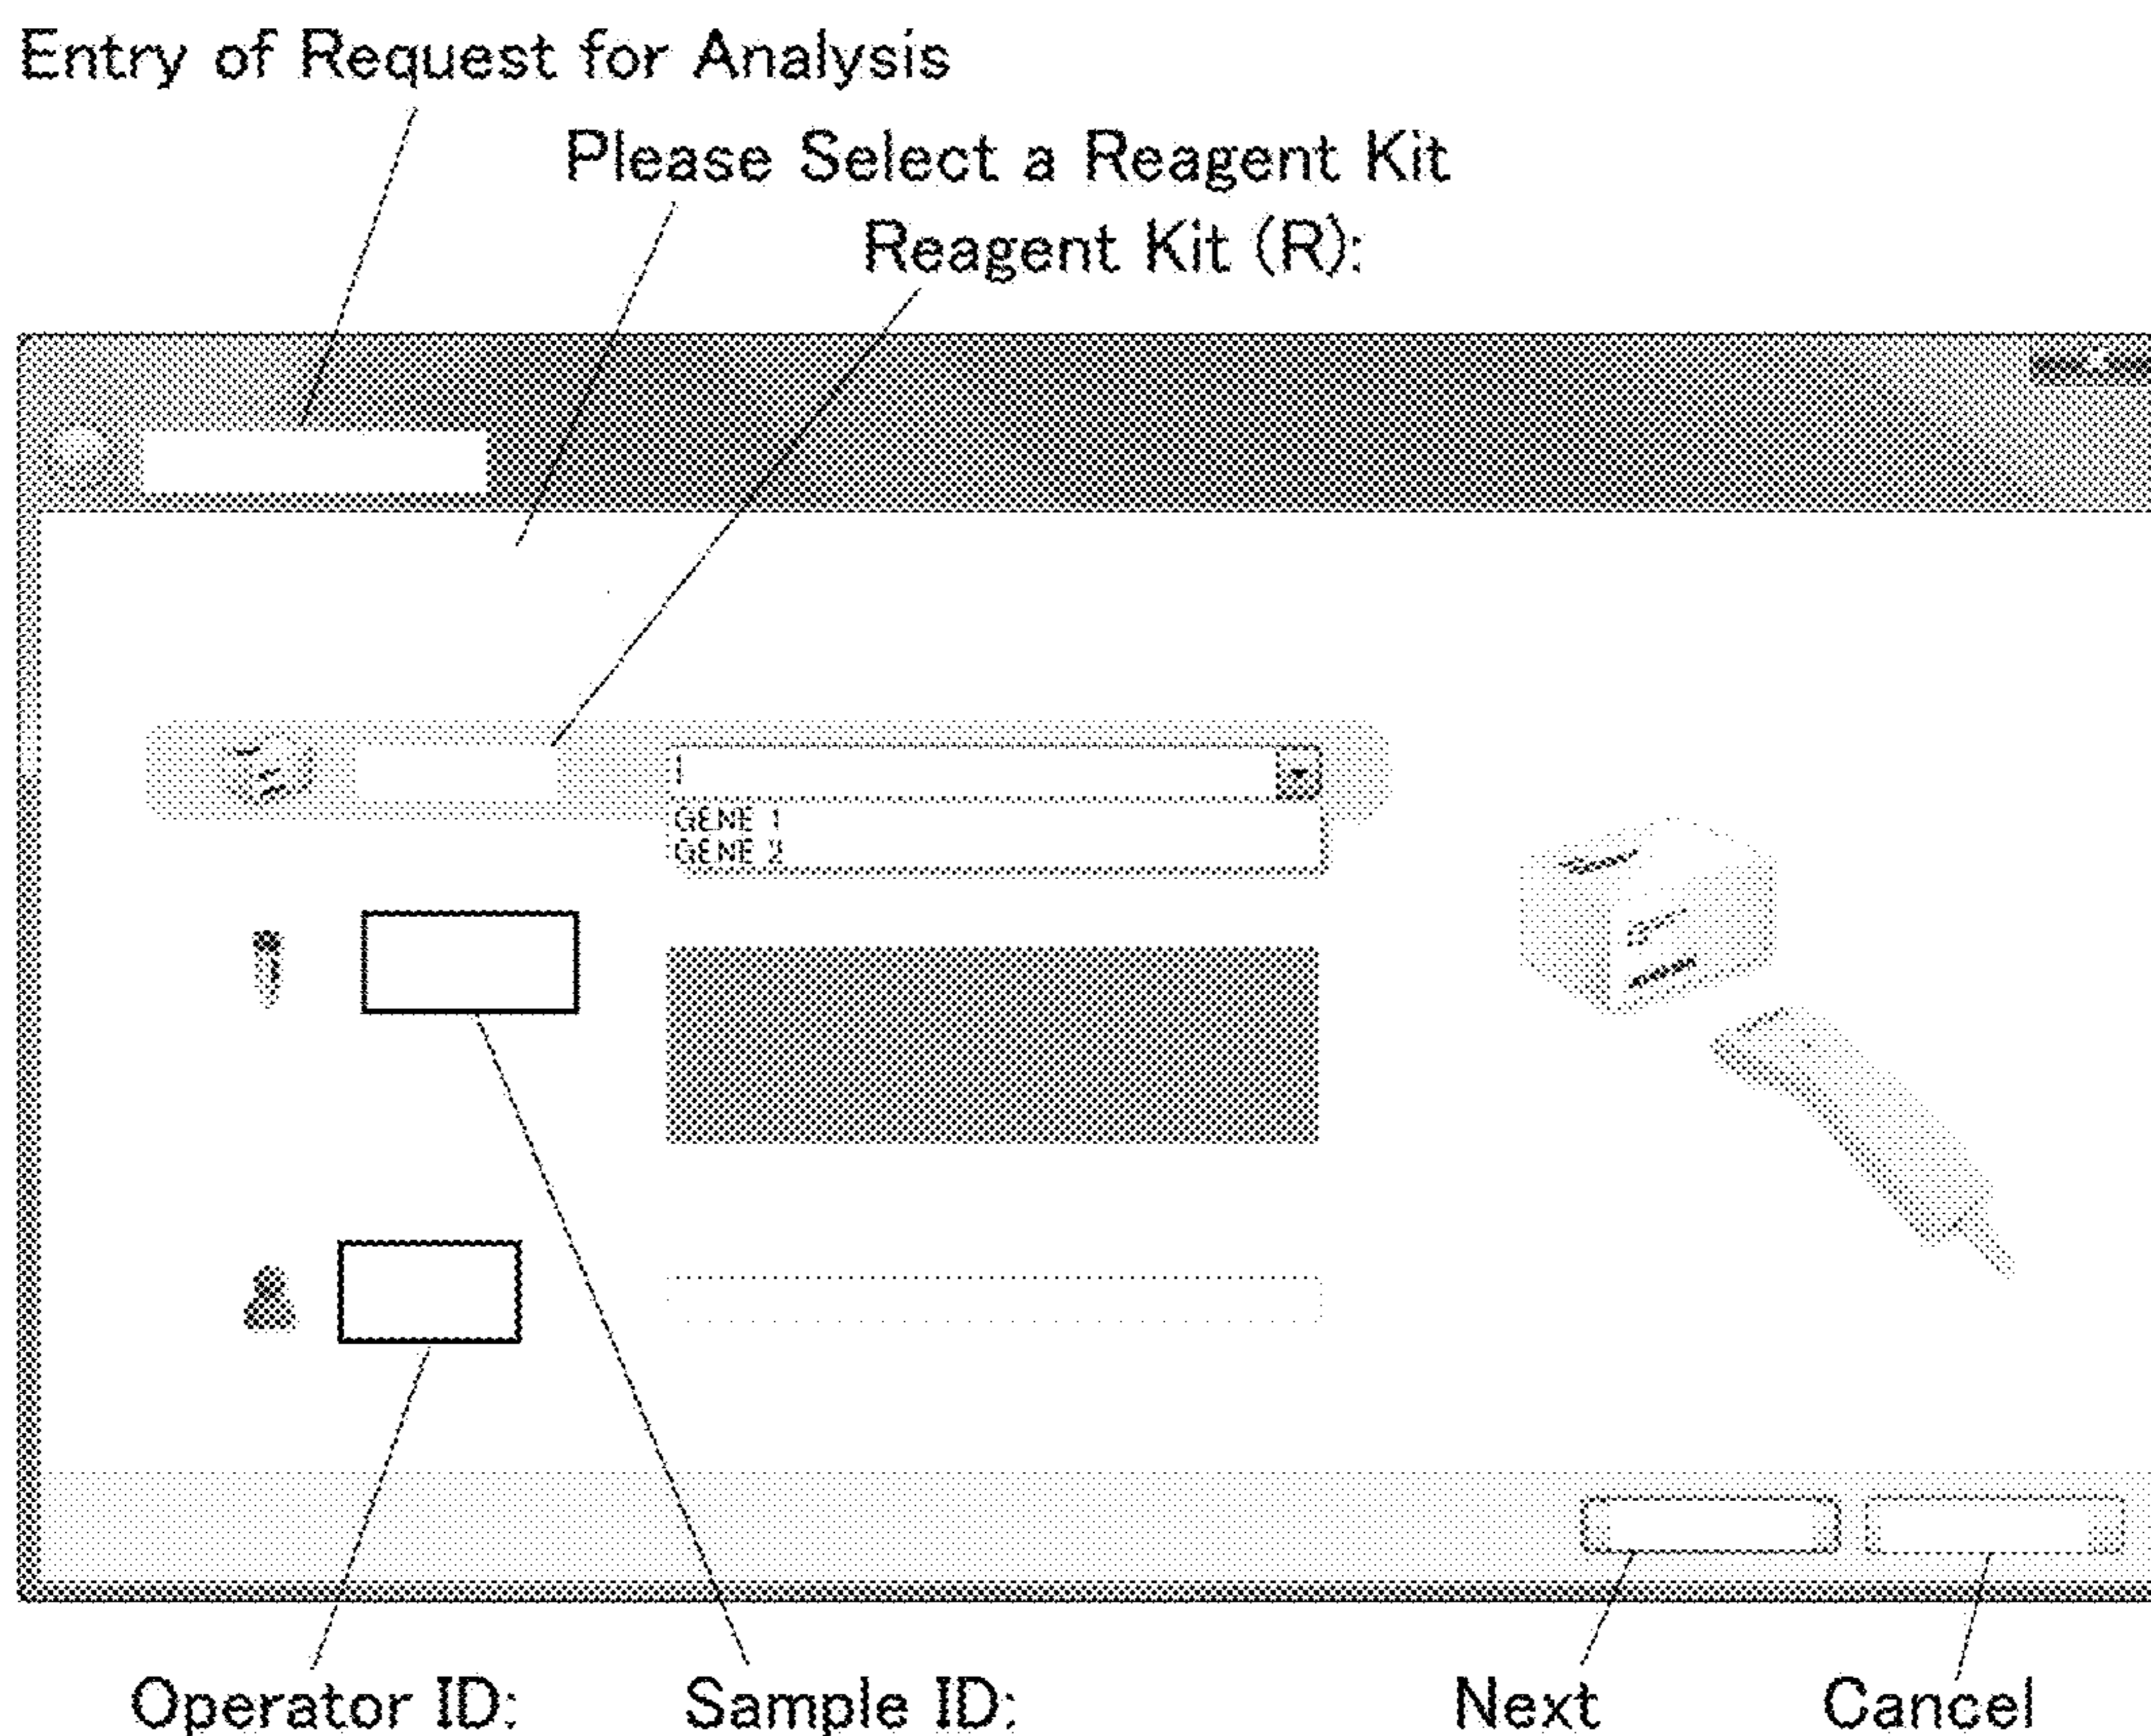 Entry of Request for Analysis
Please Select a Reagent Kit
Reagent Kit (R):
GENE 1
GENE 2
Operator ID: Sample ID: Next Cancel